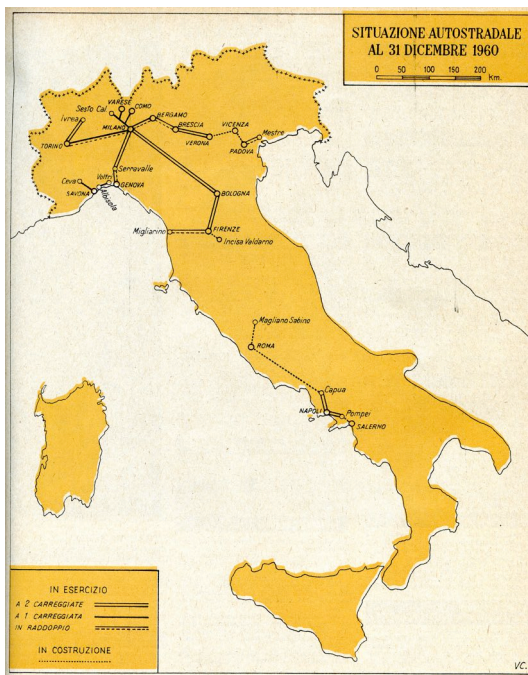 SITUAZIONE AUTOSTRADALE
AL 31 DICEMBRE 1960
0 50 100 150 200
Km.
VARESE
COMO
Sesto Cal.
BERGAMO
Ivrea
BRESCIA
VICENZA
MILANO
Mestre
VERONA
TORINO
PADOVA
Serravalle
Ceva
Voltri
GENOVA
SAVONA
Albisola
BOLOGNA
Migliarino
FIRENZE
Incisa Valdarno
Magliano Sabino
ROMA
Capua
NAPOLI
Pompei
SALERNO
IN ESERCIZIO
A 2 CARREGGIATE
A 1 CARREGGIATA
IN RADDOPPIO
IN COSTRUZIONE
VC.